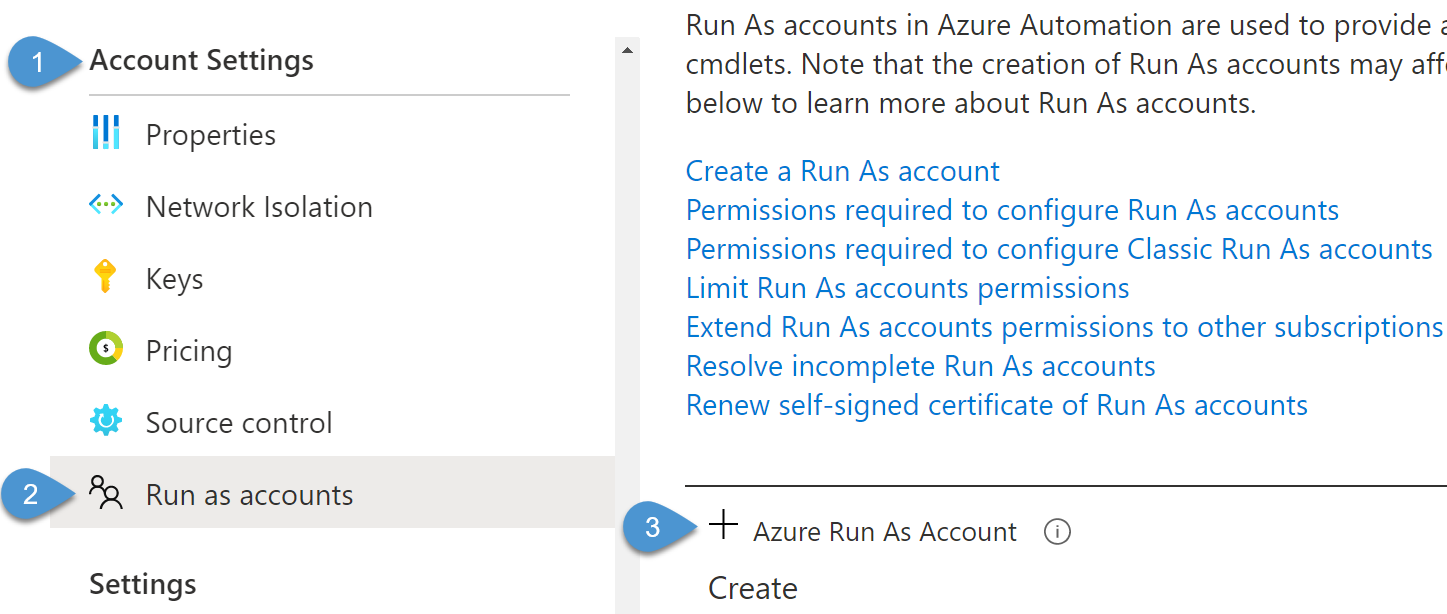 1
Account Settings
Properties
Network Isolation
Keys
$
Pricing
Source control
2
Run as accounts
Settings
Run As accounts in Azure Automation are used to provide
cmdlets. Note that the creation of Run As accounts may
below to learn more about Run As accounts.
Create a Run As account
Permissions required to configure Run As accounts
Permissions required to configure Classic Run As accounts
Limit Run As accounts permissions
Extend Run As accounts permissions to other subscriptions
Resolve incomplete Run As accounts
Renew self-signed certificate of Run As accounts
3
Azure Run As Account
Create